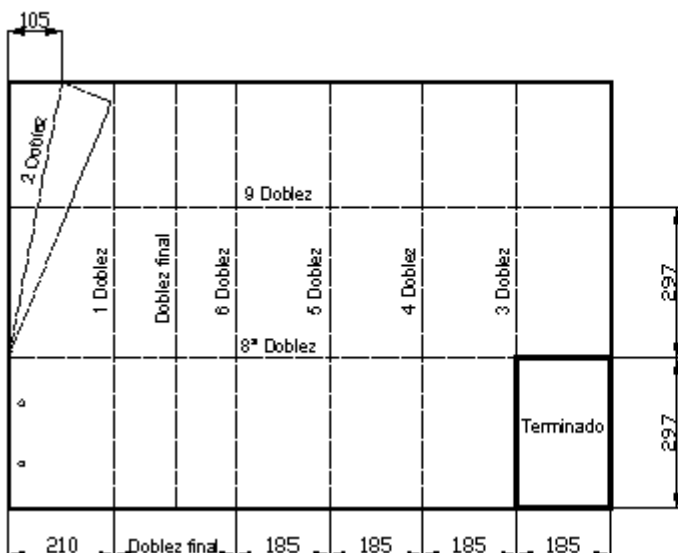 105
2 Doblez
9 Doblez
1 Doblez
Doblez final
6 Doblez
5 Doblez
4 Doblez
3 Doblez
297
8ª Doblez
Terminado
297
210 Doblez final 185 185 185 185